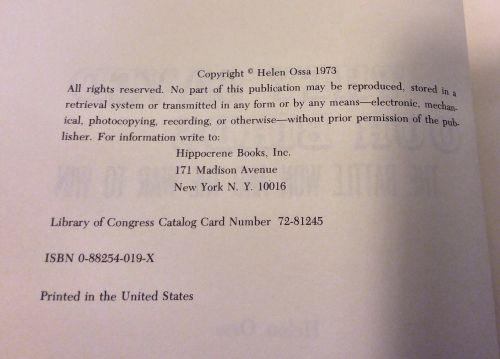 Copyright © Helen Ossa 1973
All rights reserved. No part of this publication may be reproduced, stored in a
retrieval system or transmitted in any form or by any means—electronic, mechan-
ical, photocopying, recording, or otherwise—without prior permission of the pub-
lisher. For information write to:
Hippocrene Books, Inc.
171 Madison Avenue
New York N. Y. 10016
Library of Congress Catalog Card Number 72-81245
ISBN 0-88254-019-X
Printed in the United States